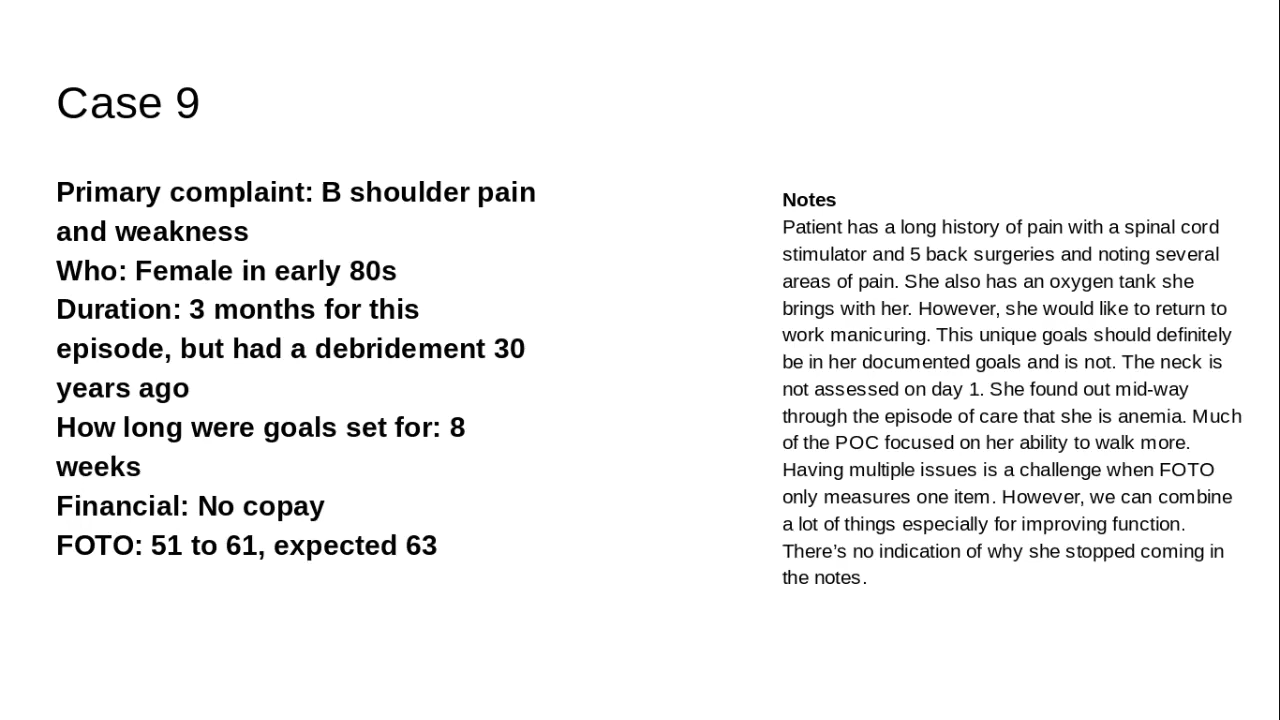 Case 9
Primary complaint: B shoulder pain
and weakness
Who: Female in early 80s
Duration: 3 months for this
episode, but had a debridement 30
years ago
How long were goals set for: 8
weeks
Financial: No copay
FOTO: 51 to 61, expected 63
Notes
Patient has a long history of pain with a spinal cord
stimulator and 5 back surgeries and noting several
areas of pain. She also has an oxygen tank she
brings with her. However, she would like to return to
work manicuring. This unique goals should definitely
be in her documented goals and is not. The neck is
not assessed on day 1. She found out mid-way
through the episode of care that she is anemia. Much
of the POC focused on her ability to walk more.
Having multiple issues is a challenge when FOTO
only measures one item. However, we can combine
a lot of things especially for improving function.
There’s no indication of why she stopped coming in
the notes.